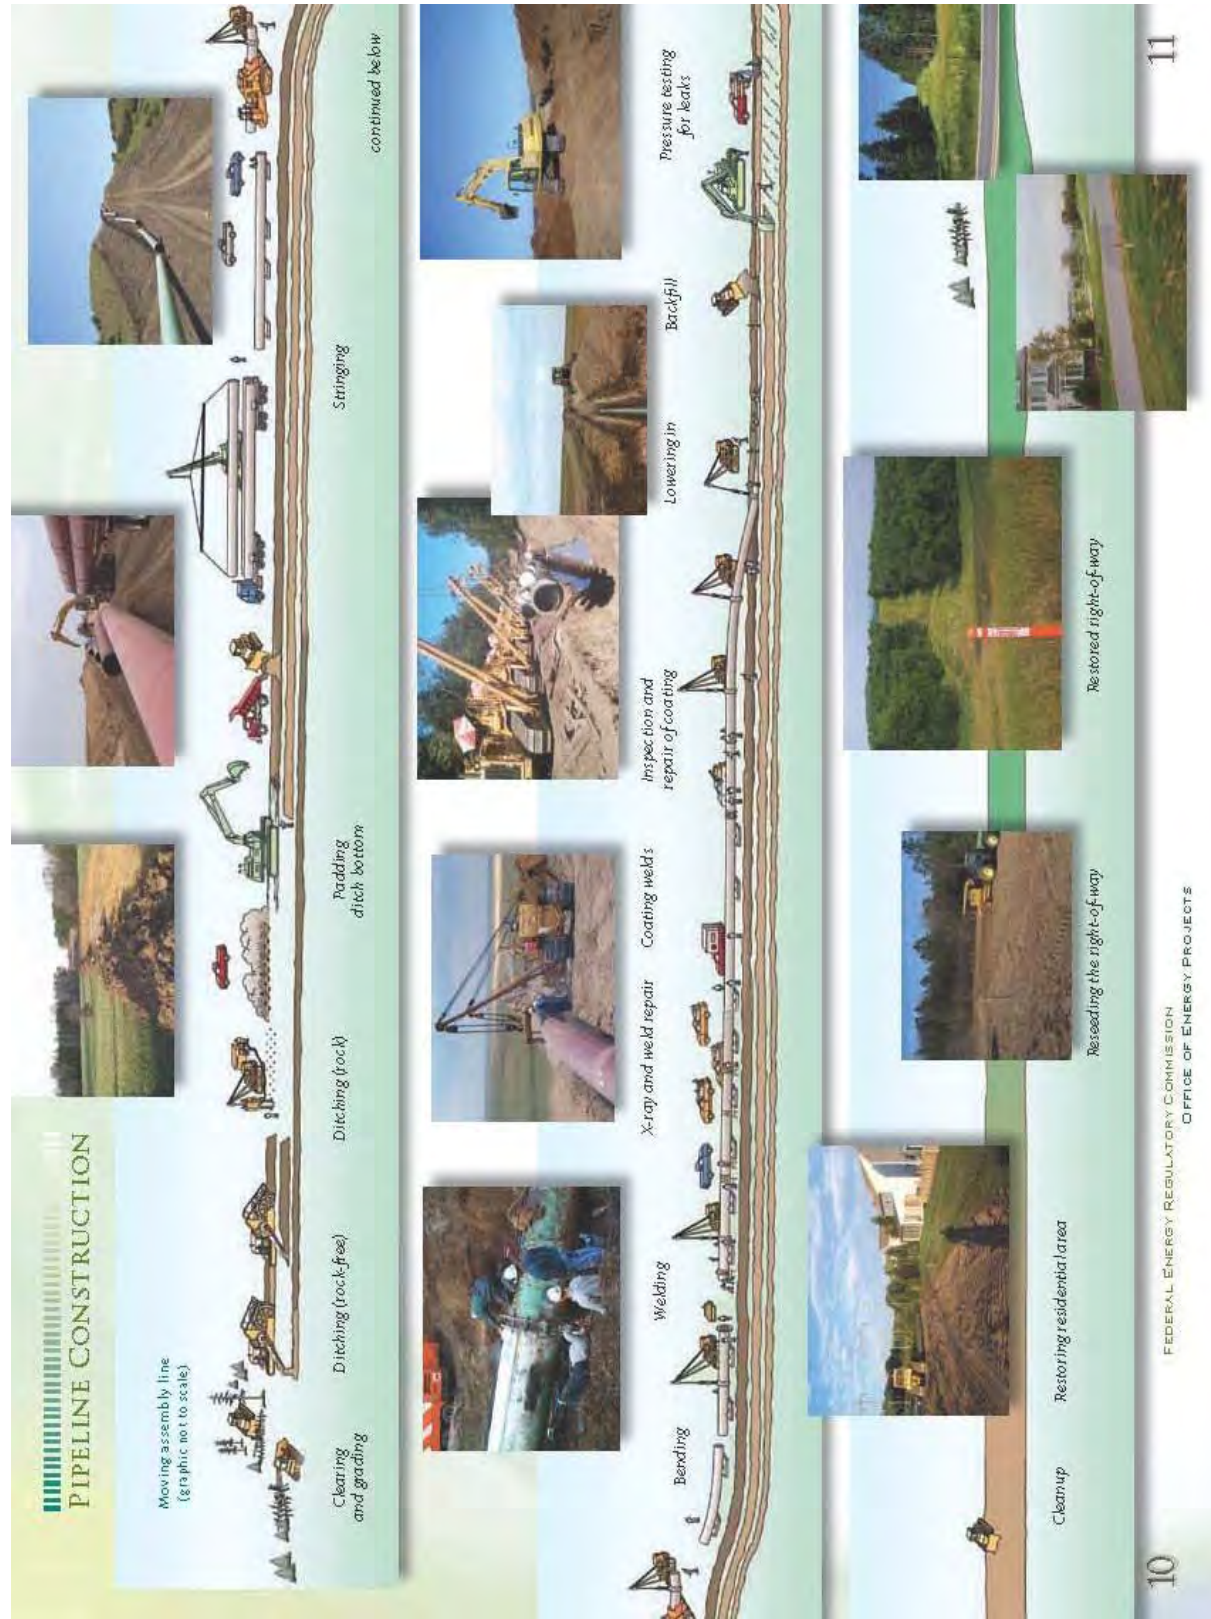 PIPELINE CONSTRUCTION
Moving assembly line
(graphic not to scale)
Clearing
and grading
Ditching (rock-free)
Ditching (rock)
Padding
ditch bottom
Stringing
continued below
Bending
Welding
X-ray and weld repair
Coating welds
Inspection and
repair of coating
Lowering in
Backfill
Pressure testing
for leaks
Cleanup
Restoring residential area
Reseeding the right-of-way
Restored right-of-way
10
FEDERAL ENERGY REGULATORY COMMISSION
OFFICE OF ENERGY PROJECTS
11